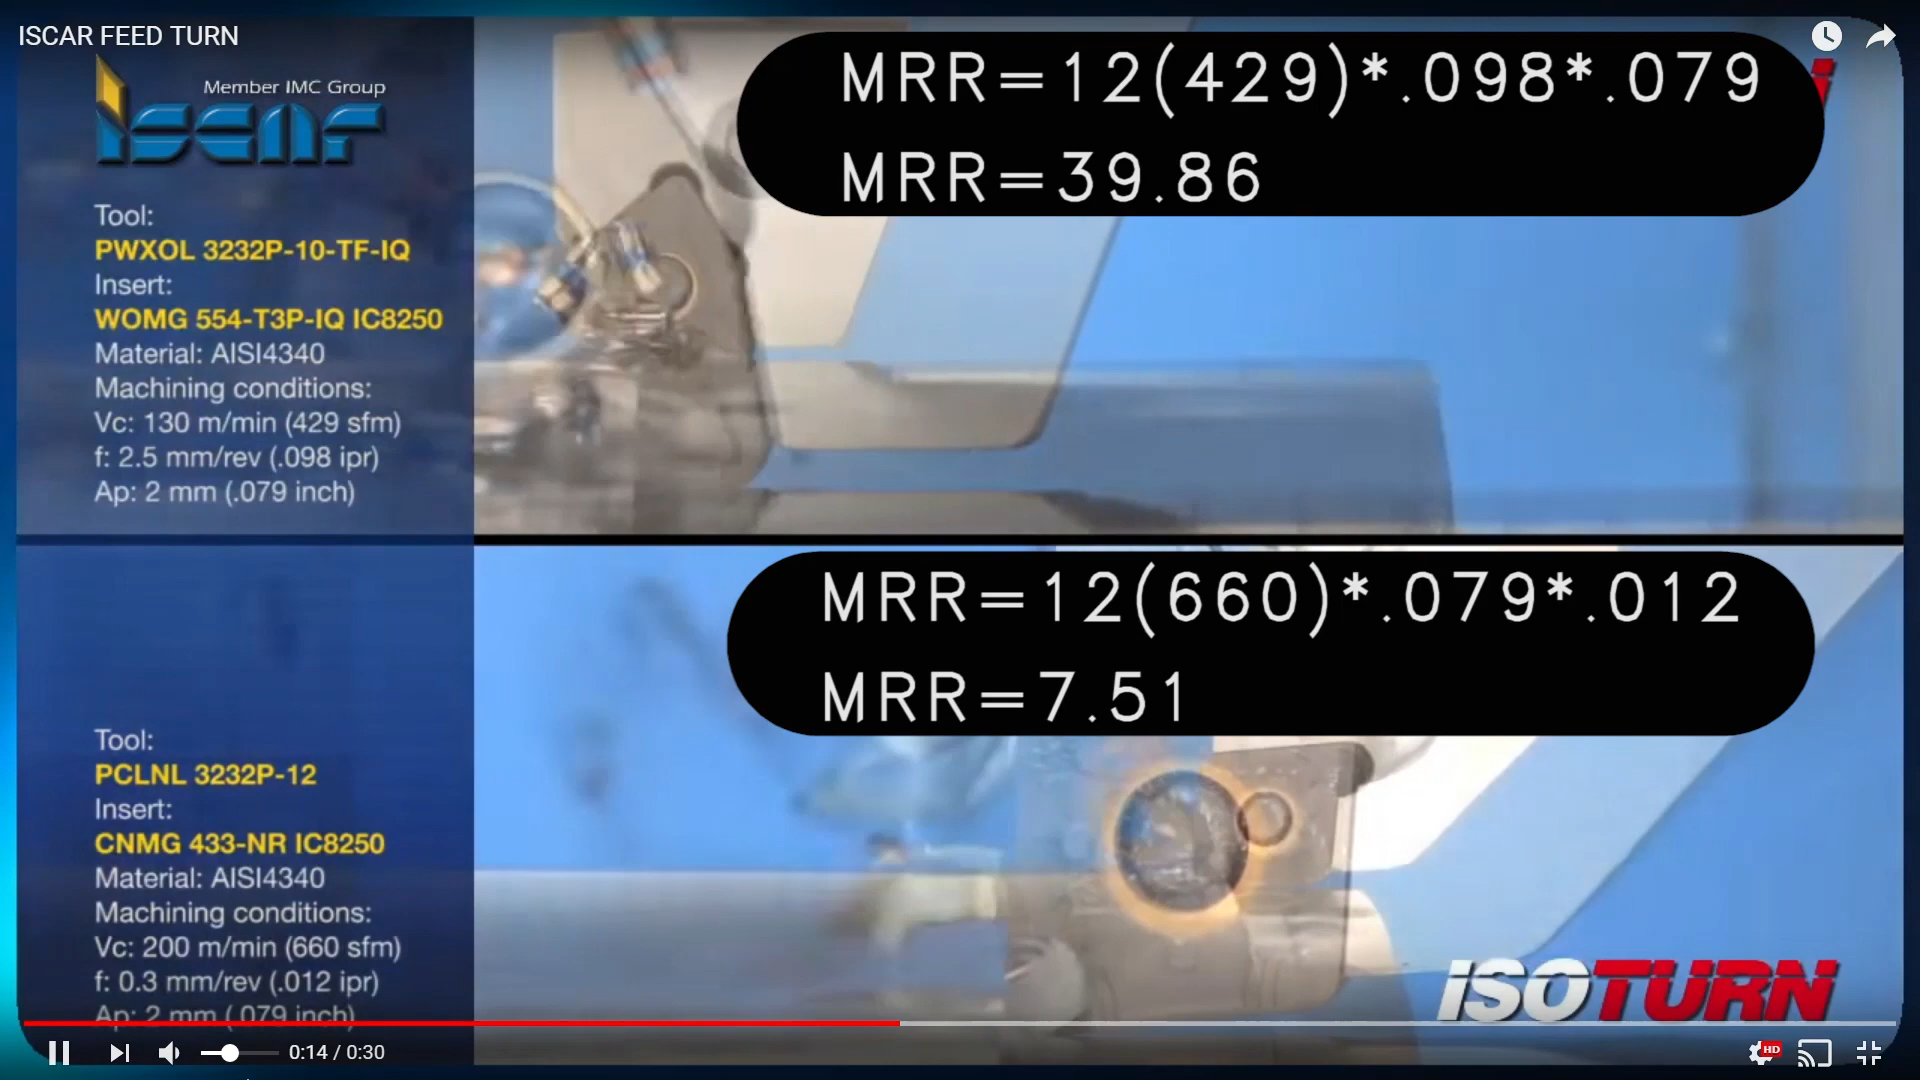 ISCAR FEED TURN
Member IMC Group
iscar
Tool:
PWXOL 3232P-10-TF-IQ
Insert:
WOMG 554-T3P-IQ IC8250
Material: AISI4340
Machining conditions:
Vc: 130 m/min (429 sfm)
f: 2.5 mm/rev (.098 ipr)
Ap: 2 mm (.079 inch)
MRR=12(429)*.098*.079
MRR=39.86
MRR=12(660)*.079*.012
MRR=7.51
Tool:
PCLNL 3232P-12
Insert:
CNMG 433-NR IC8250
Material: AISI4340
Machining conditions:
Vc: 200 m/min (660 sfm)
f: 0.3 mm/rev (.012 ipr)
Ap: 2 mm (.079 inch)
ISOTURN
0:14 / 0:30
HD